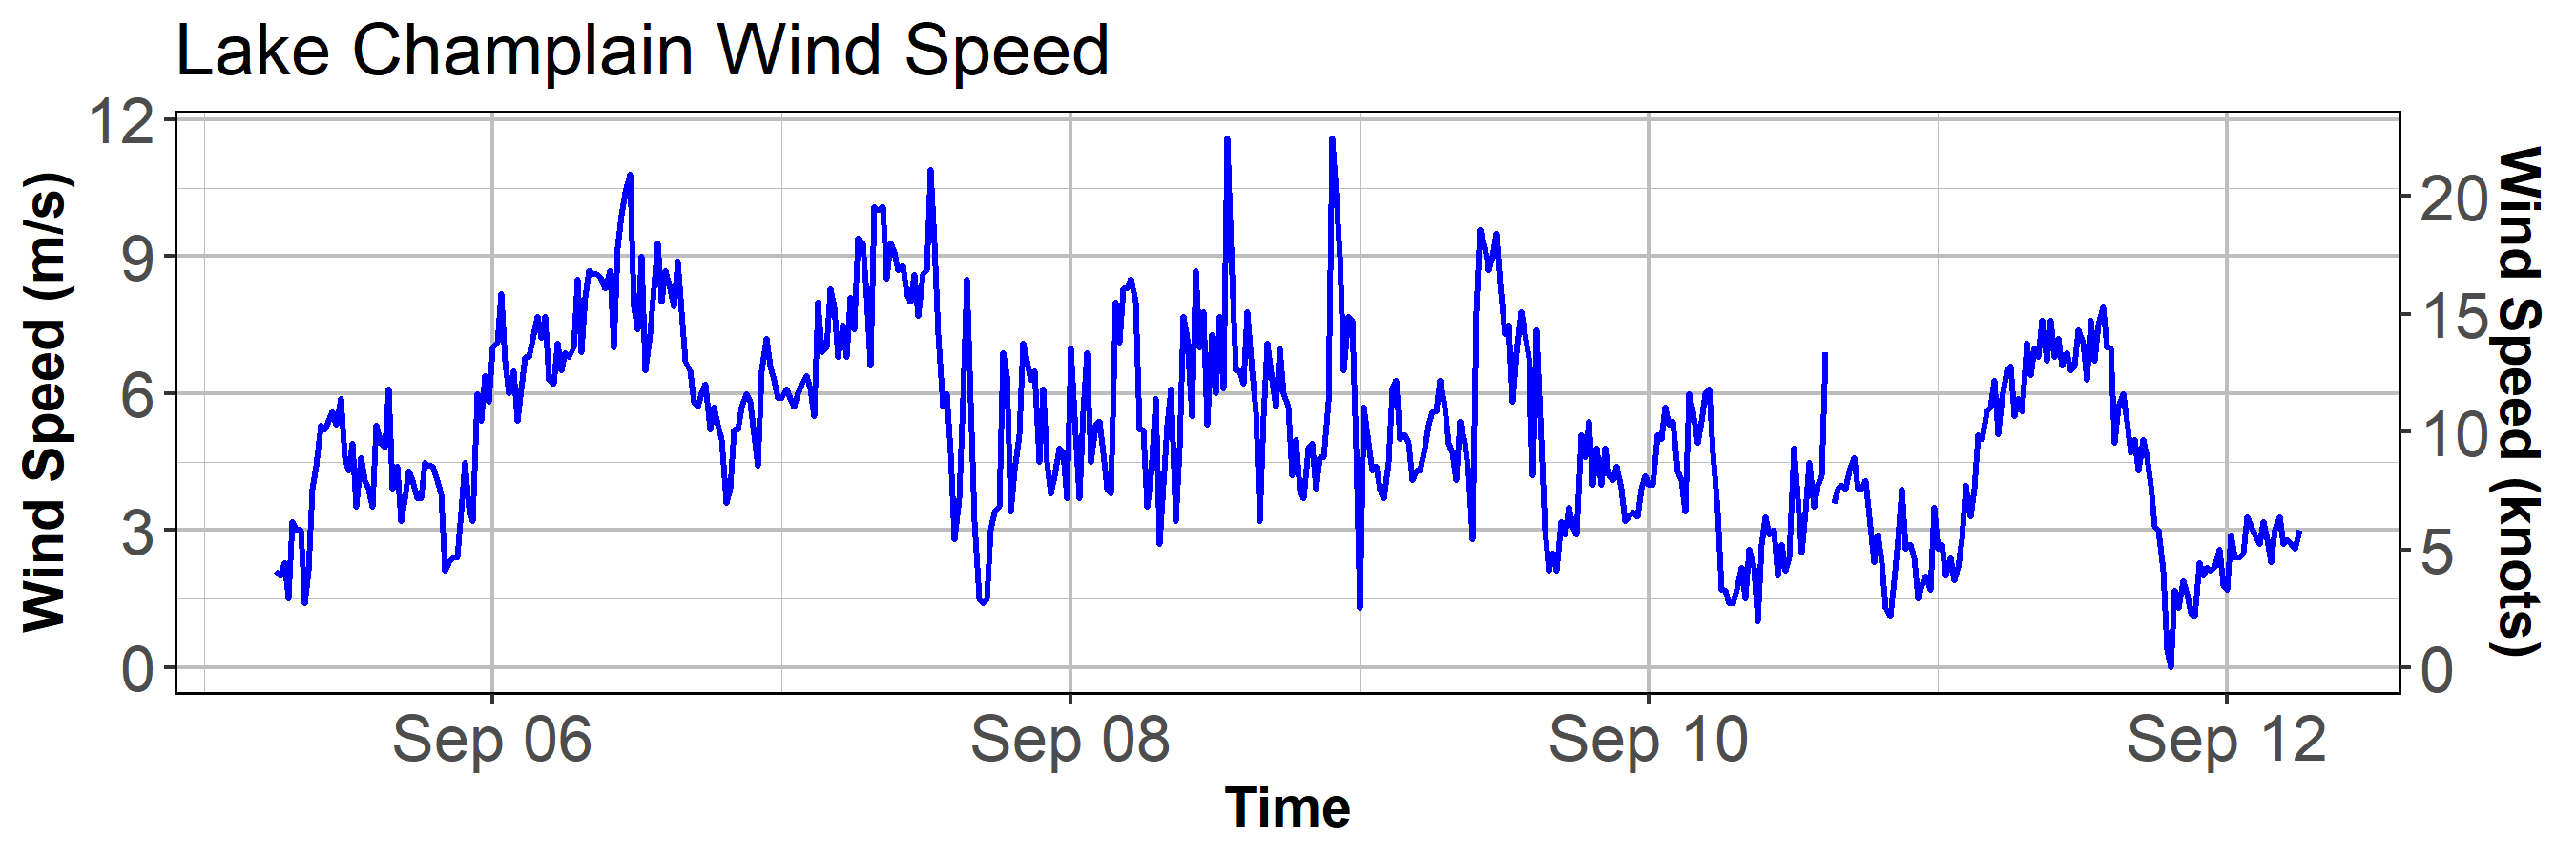 Lake Champlain Wind Speed
Wind Speed (m/s)
12
9
6
3
0
20
15
10
5
0
Wind Speed (knots)
Sep 06 Sep 08 Sep 10 Sep 12
Time